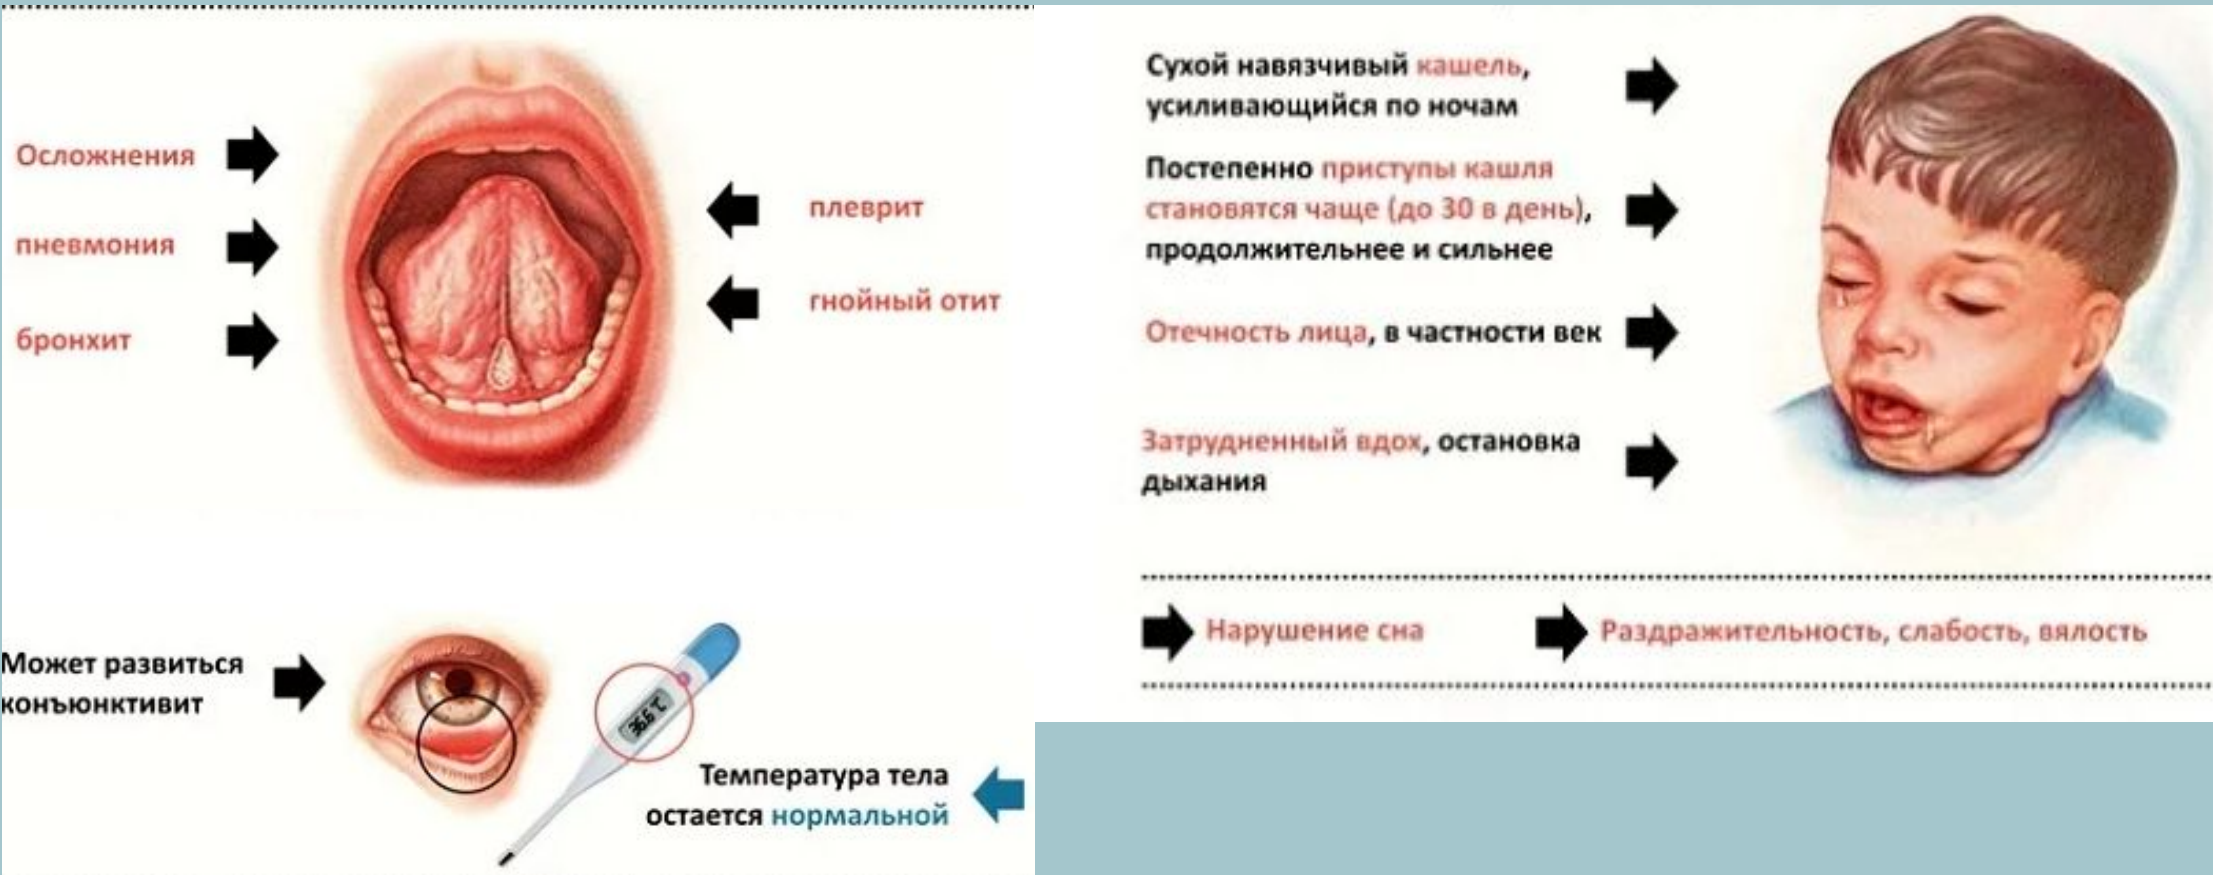 Осложнения
пневмония
бронхит
плеврит
гнойный отит
Может развиться
конъюнктивит
36.6 °C
Температура тела
остается нормальной
Сухой навязчивый кашель,
усиливающийся по ночам
Постепенно приступы кашля
становятся чаще (до 30 в день),
продолжительнее и сильнее
Отечность лица, в частности век
Затрудненный вдох, остановка
дыхания
Нарушение сна
Раздражительность, слабость, вялость